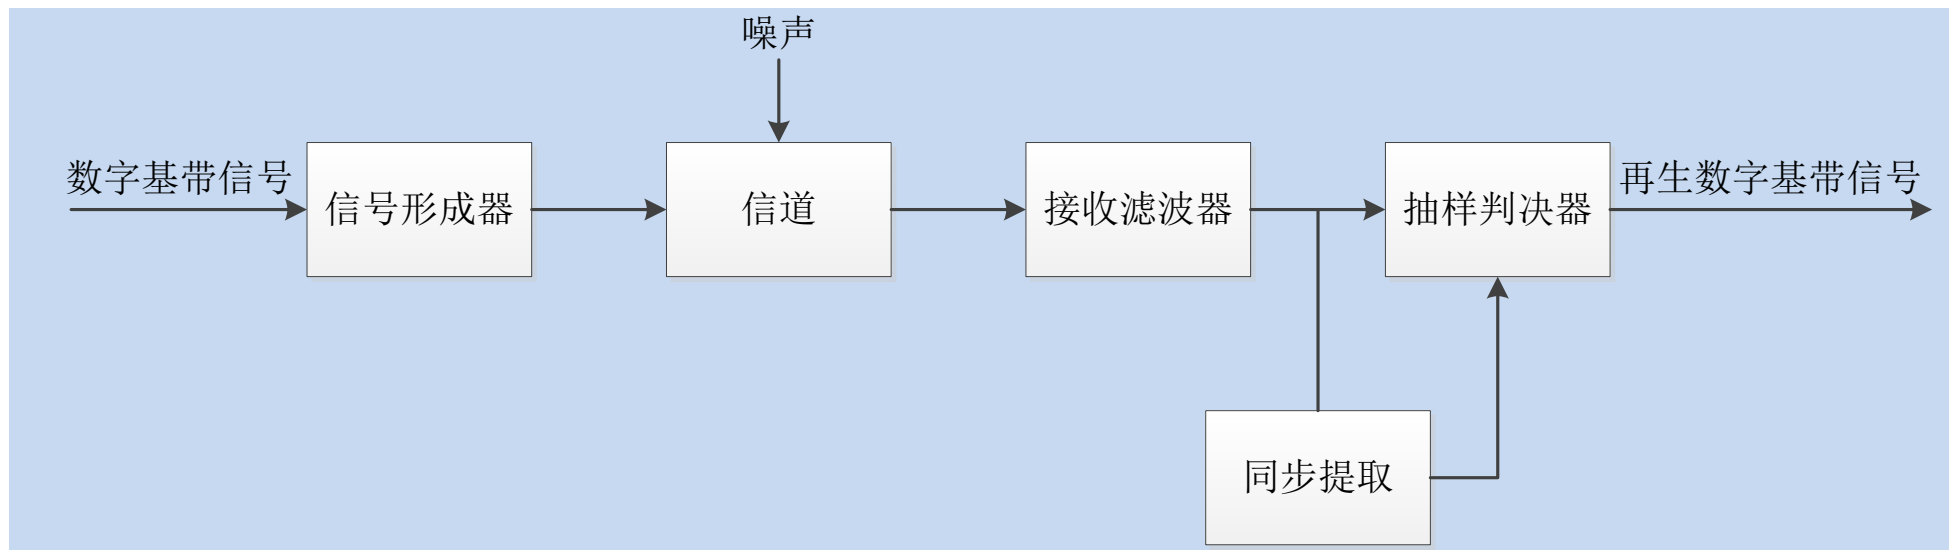 噪声
数字基带信号
信号形成器
信道
接收滤波器
抽样判决器
再生数字基带信号
同步提取